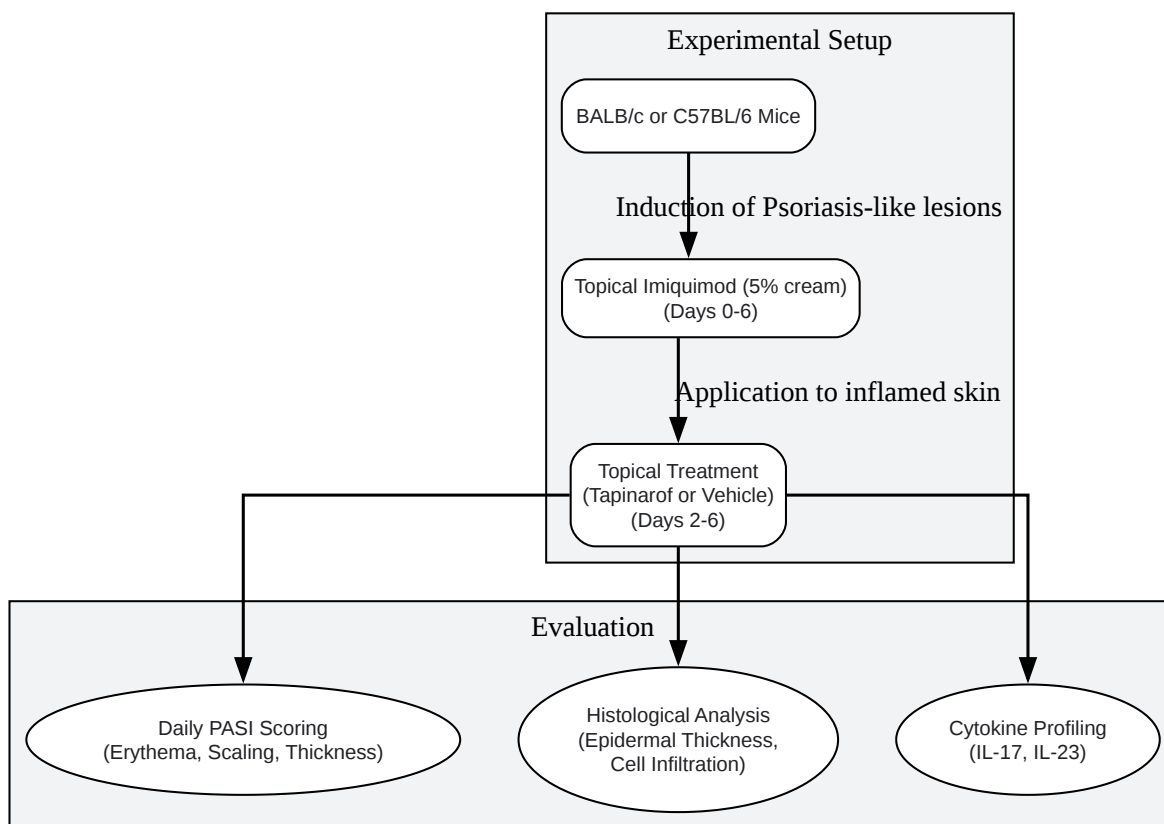 Experimental Setup
BALB/c or C57BL/6 Mice
Induction of Psoriasis-like lesions
Topical Imiquimod (5% cream)
(Days 0-6)
Application to inflamed skin
Topical Treatment
(Tapinarof or Vehicle)
(Days 2-6)
Evaluation
Daily PASI Scoring
(Erythema, Scaling, Thickness)
Histological Analysis
(Epidermal Thickness,
Cell Infiltration)
Cytokine Profiling
(IL-17, IL-23)